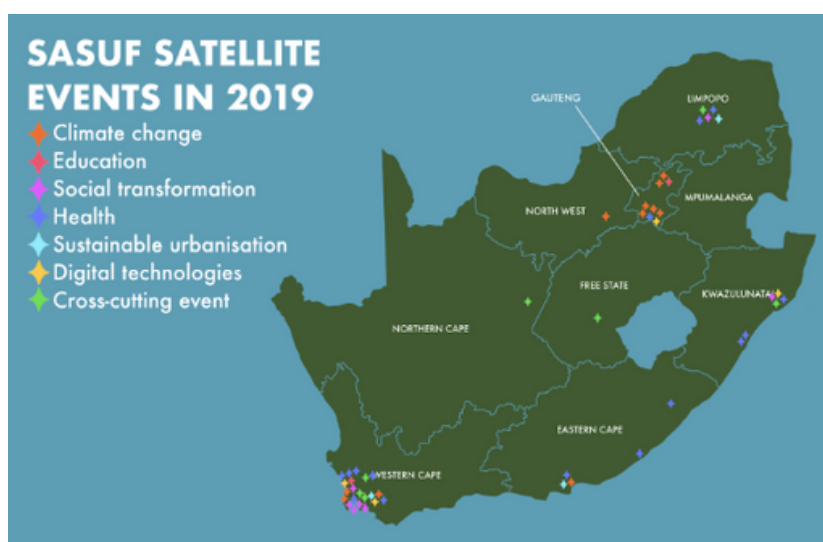 SASUF SATELLITE
EVENTS IN 2019
Climate change
Education
Social transformation
Health
Sustainable urbanisation
Digital technologies
Cross-cutting event
GAUTENG
LIMPOPO
MPUMALANGA
NORTH WEST
FREE STATE
KWAZULUNATAL
NORTHERN CAPE
EASTERN CAPE
WESTERN CAPE